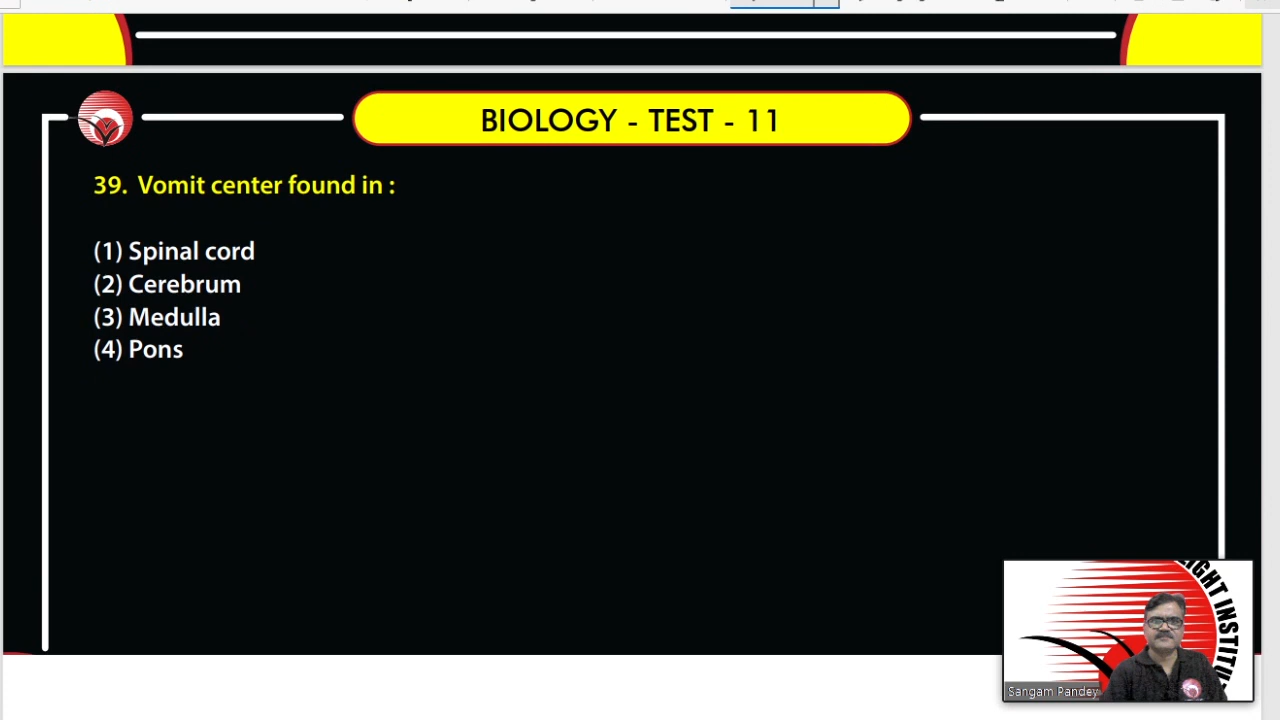 BIOLOGY - TEST - 11
39. Vomit center found in :
(1) Spinal cord
(2) Cerebrum
(3) Medulla
(4) Pons
Sangam Pandey